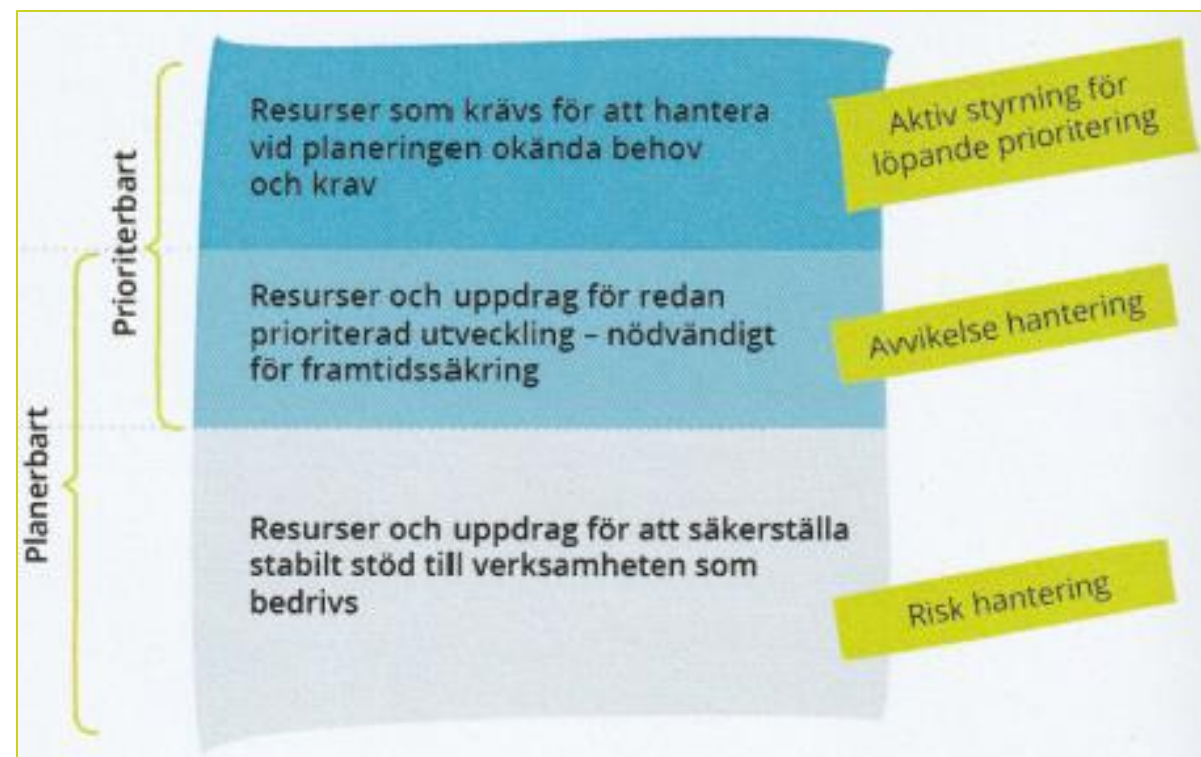 Prioriterbart
Planerbart
Resurser som krävs för att hantera
vid planeringen okända behov
och krav
Aktiv styrning för
löpande prioritering
Resurser och uppdrag för redan
prioriterad utveckling – nödvändigt
för framtidssäkring
Avvikelse hantering
Resurser och uppdrag för att säkerställa
stabilt stöd till verksamheten som
bedrivs
Risk hantering